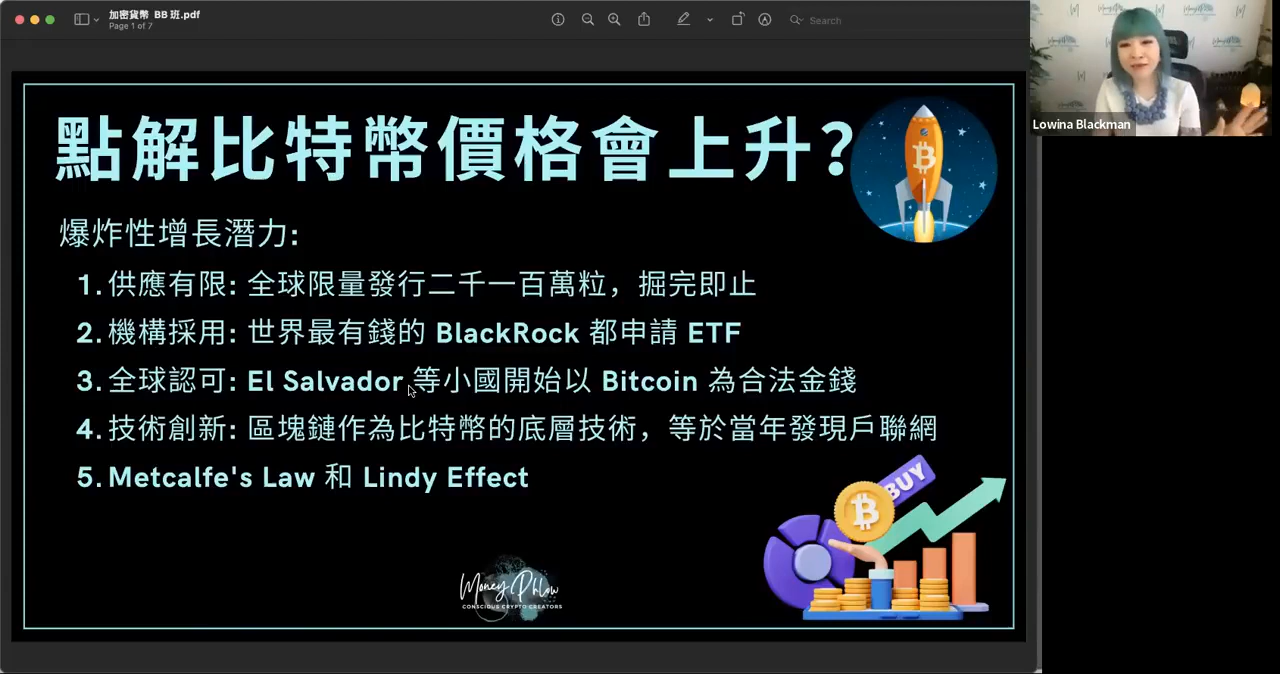 加密貨幣 BB 班.pdf
Page 1 of 7
Search
Lowina Blackman
點解比特幣價格會上升?
爆炸性增長潛力:
1. 供應有限: 全球限量發行二千一百萬粒，掘完即止
2. 機構採用: 世界最有錢的 BlackRock 都申請 ETF
3. 全球認可: El Salvador 等小國開始以 Bitcoin 為合法金錢
4. 技術創新: 區塊鏈作為比特幣的底層技術，等於當年發現戶聯網
5. Metcalfe's Law 和 Lindy Effect
BUY
Money Phlow
CONSCIOUS CRYPTO CREATORS